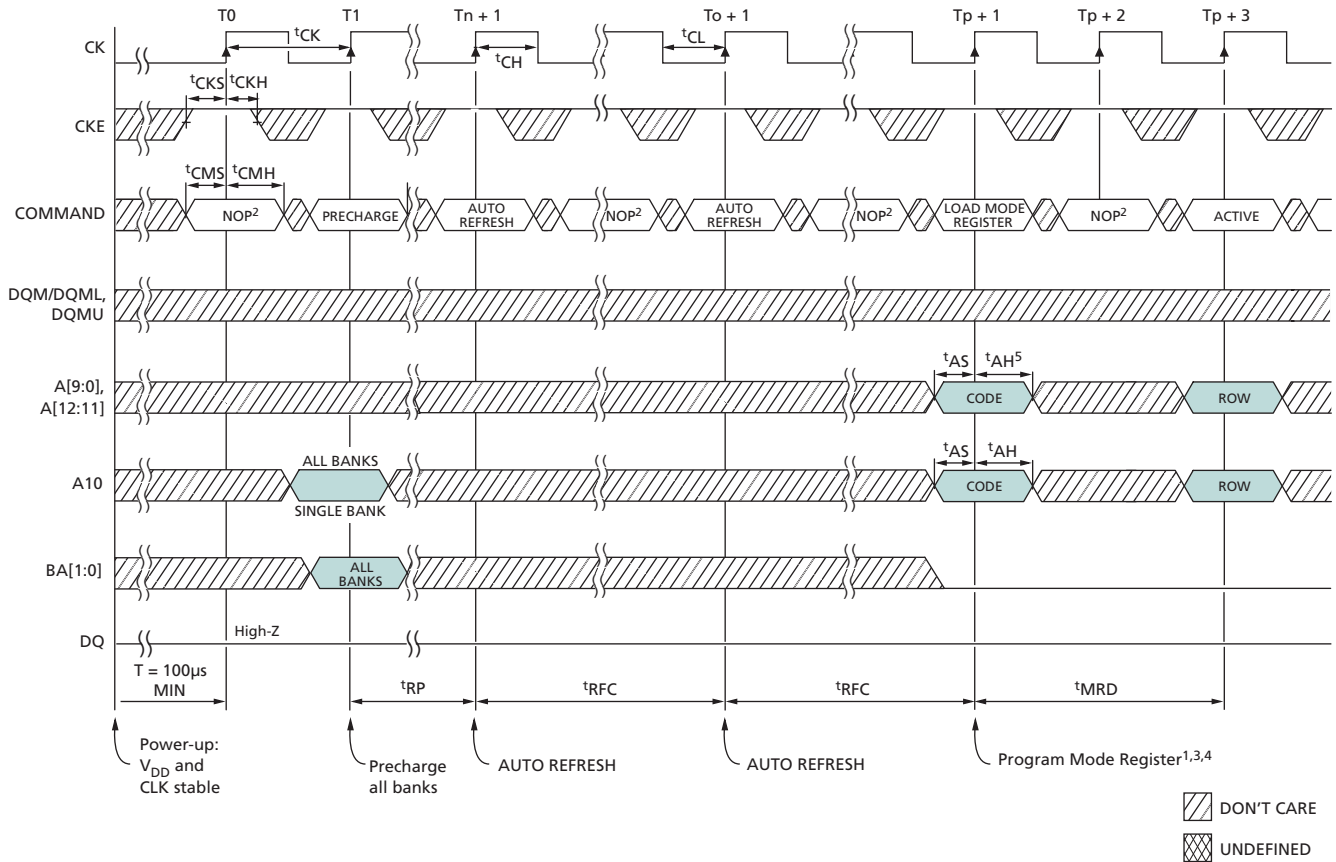 T0 T1 Tn + 1 To + 1 Tp + 1 Tp + 2 Tp + 3
CK
tCK
tCH
tCL
tCKS tCKH
CKE
tCMS tCMH
COMMAND
NOP2 PRECHARGE AUTO REFRESH NOP2 AUTO REFRESH NOP2 LOAD MODE REGISTER NOP2 ACTIVE
DQM/DQML,
DQMU
tAS tAH5
A[9:0],
A[12:11]
CODE ROW
ALL BANKS
tAS tAH
A10
CODE ROW
SINGLE BANK
BA[1:0]
ALL
BANKS
High-Z
DQ
T = 100µs
MIN
tRP tRFC tRFC tMRD
Power-up:
VDD and
CLK stable
Precharge
all banks
AUTO REFRESH
AUTO REFRESH
Program Mode Register1,3,4
DON'T CARE
UNDEFINED